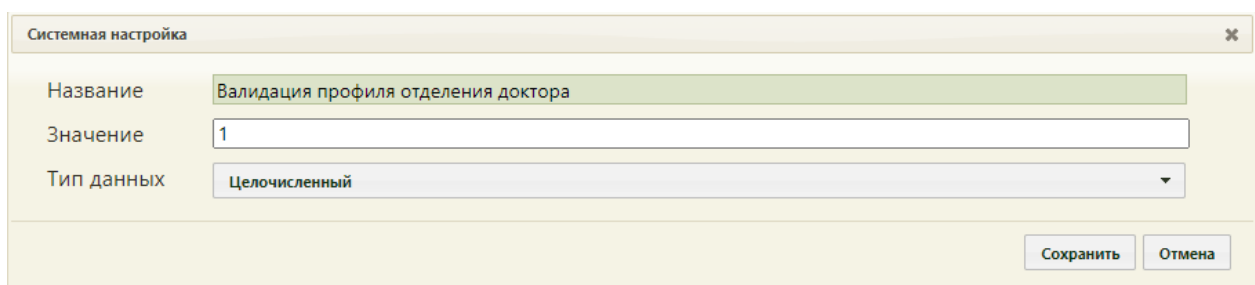 Системная настройка
Название Валидация профиля отделения доктора
Значение 1
Тип данных Целочисленный
Сохранить Отмена